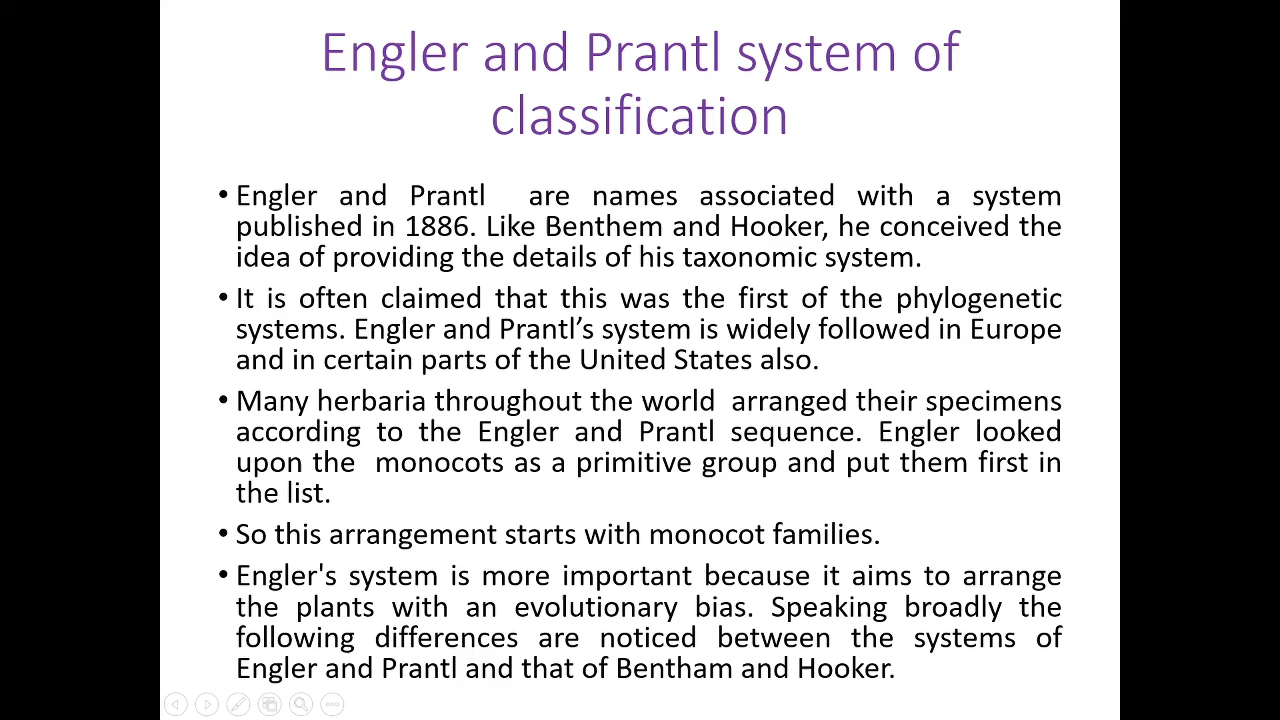 Engler and Prantl system of
classification
• Engler and Prantl are names associated with a system
published in 1886. Like Benthem and Hooker, he conceived the
idea of providing the details of his taxonomic system.
• It is often claimed that this was the first of the phylogenetic
systems. Engler and Prantl’s system is widely followed in Europe
and in certain parts of the United States also.
• Many herbaria throughout the world arranged their specimens
according to the Engler and Prantl sequence. Engler looked
upon the monocots as a primitive group and put them first in
the list.
• So this arrangement starts with monocot families.
• Engler's system is more important because it aims to arrange
the plants with an evolutionary bias. Speaking broadly the
following differences are noticed between the systems of
Engler and Prantl and that of Bentham and Hooker.